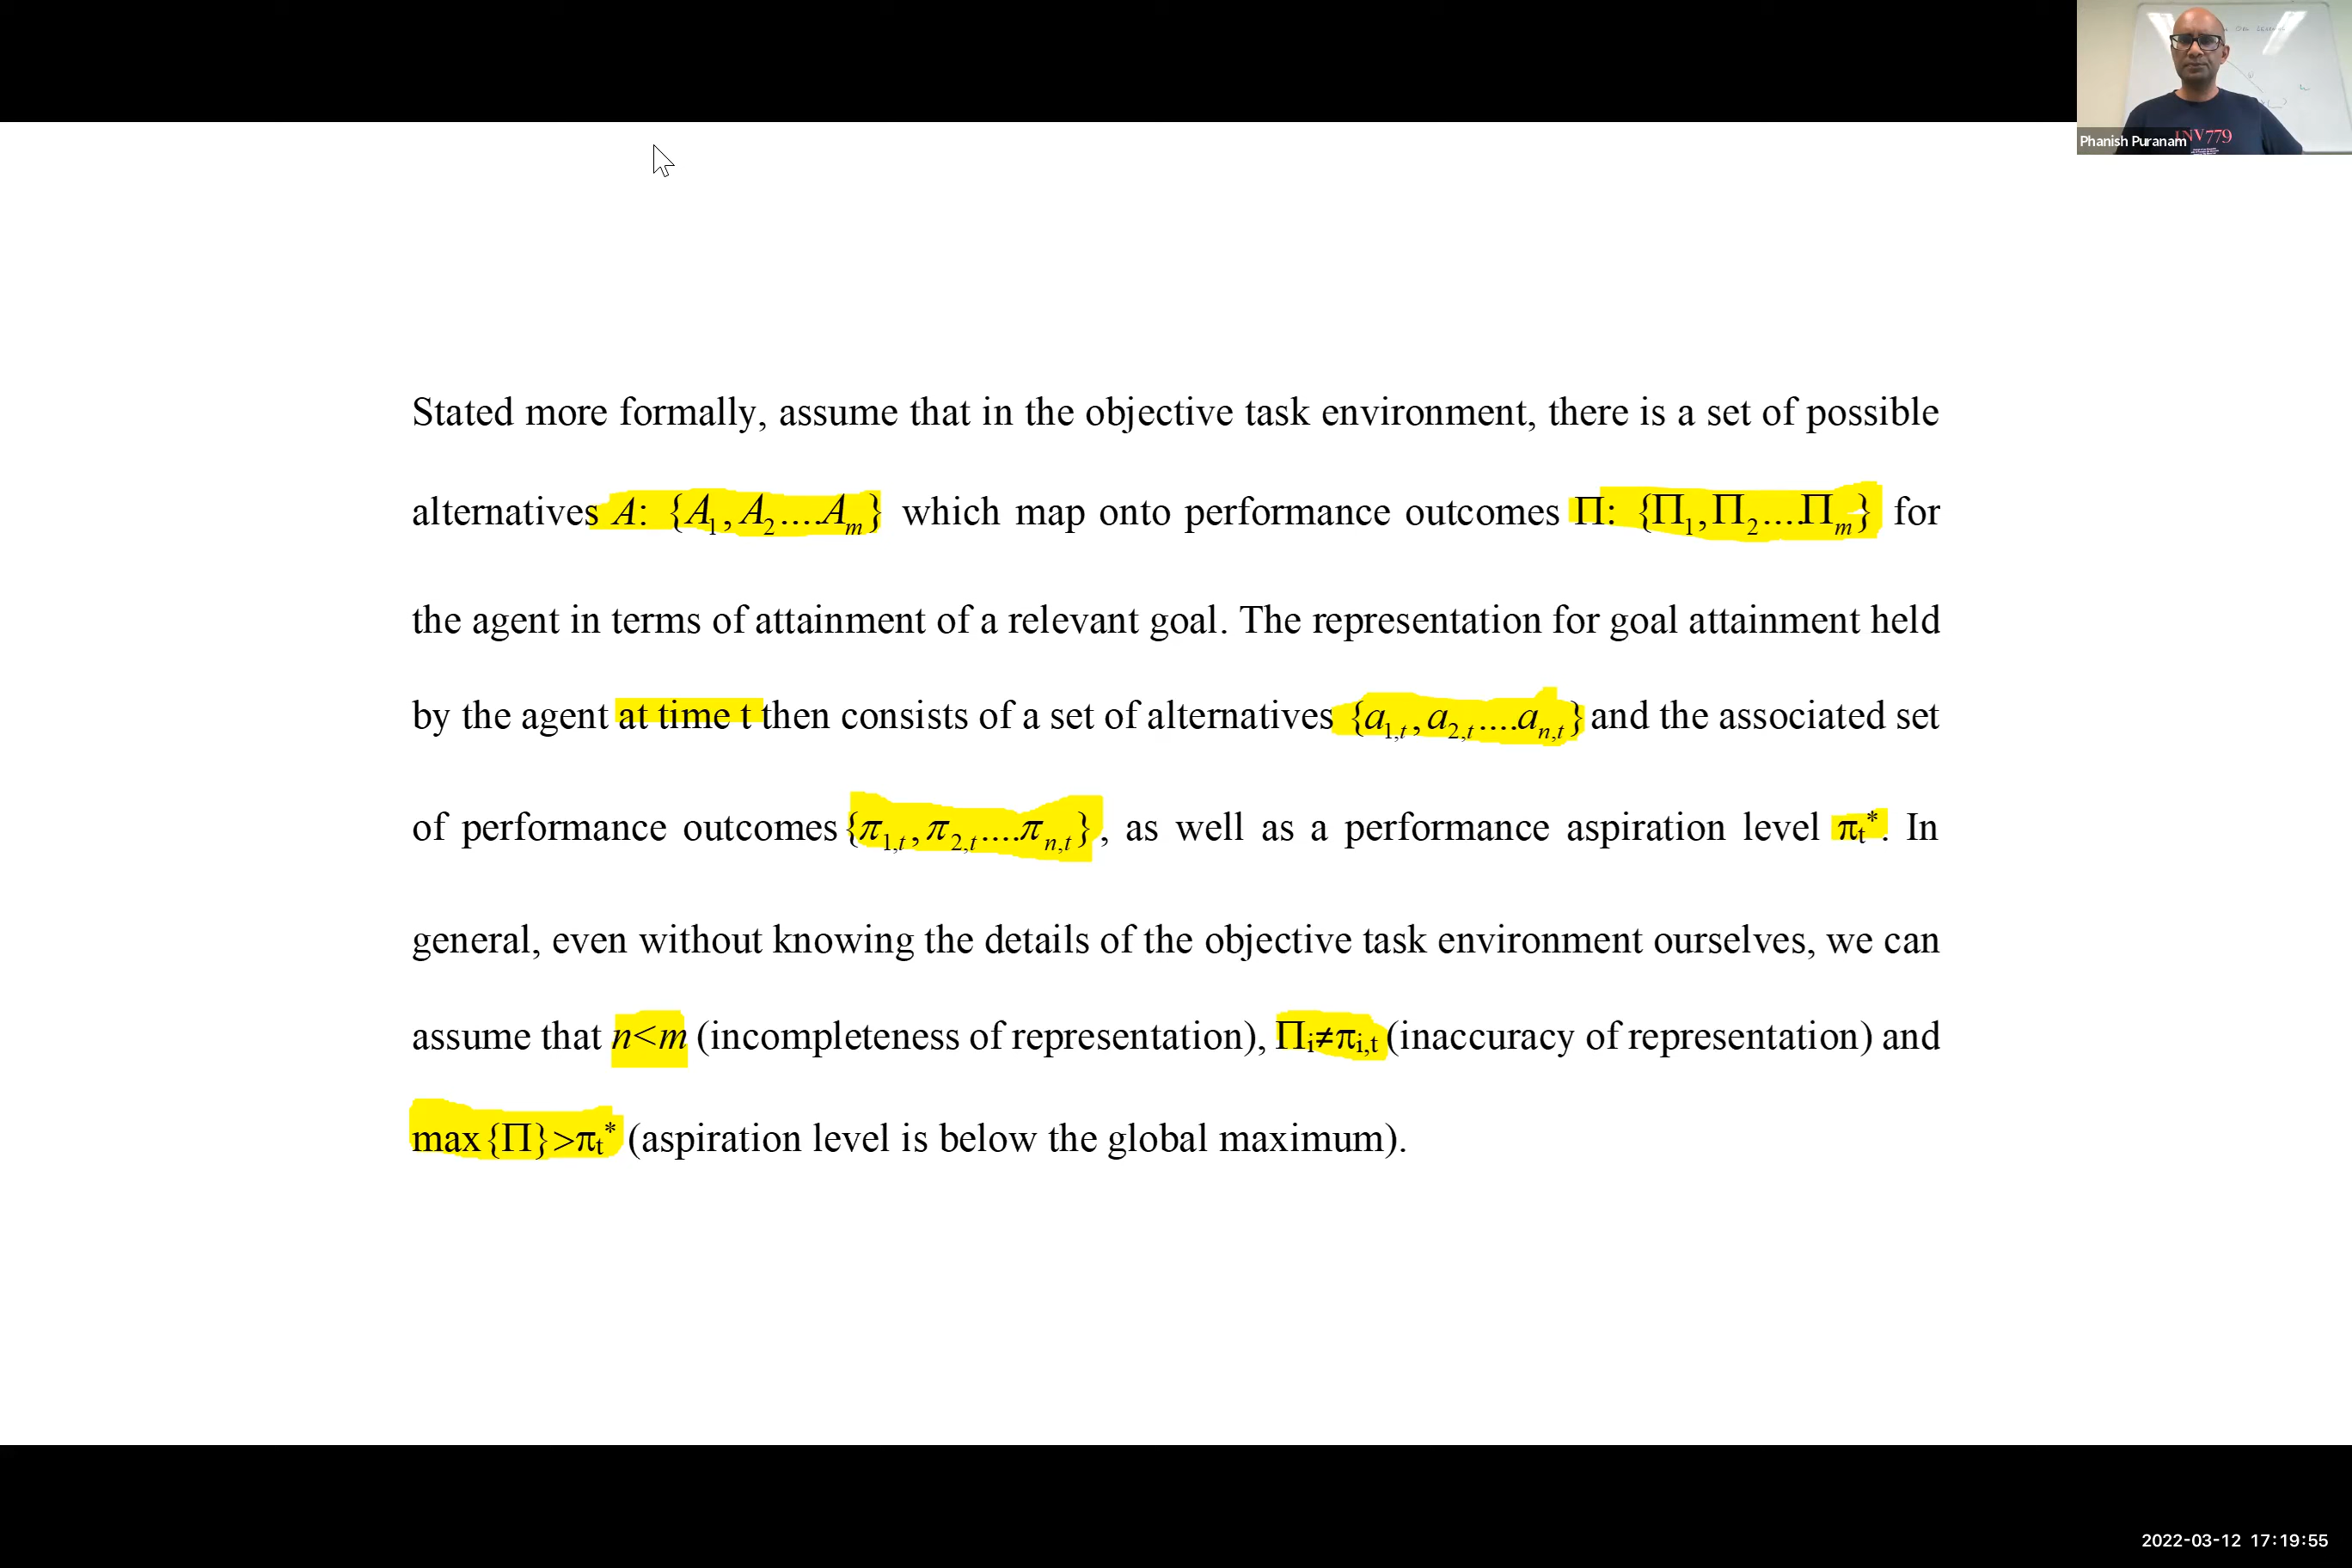 Phanish Puranam
INV779
Stated more formally, assume that in the objective task environment, there is a set of possible
alternatives A: {A₁, A₂....Aₘ} which map onto performance outcomes Π: {Π₁, Π₂....Πₘ} for
the agent in terms of attainment of a relevant goal. The representation for goal attainment held
by the agent at time t then consists of a set of alternatives {a₁,ₜ, a₂,ₜ....aₙ,ₜ} and the associated set
of performance outcomes {π₁,ₜ, π₂,ₜ....πₙ,ₜ}, as well as a performance aspiration level πₜ*. In
general, even without knowing the details of the objective task environment ourselves, we can
assume that n<m (incompleteness of representation), Πᵢ≠πᵢ,ₜ (inaccuracy of representation) and
max{Π}>πₜ* (aspiration level is below the global maximum).
2022-03-12 17:19:55